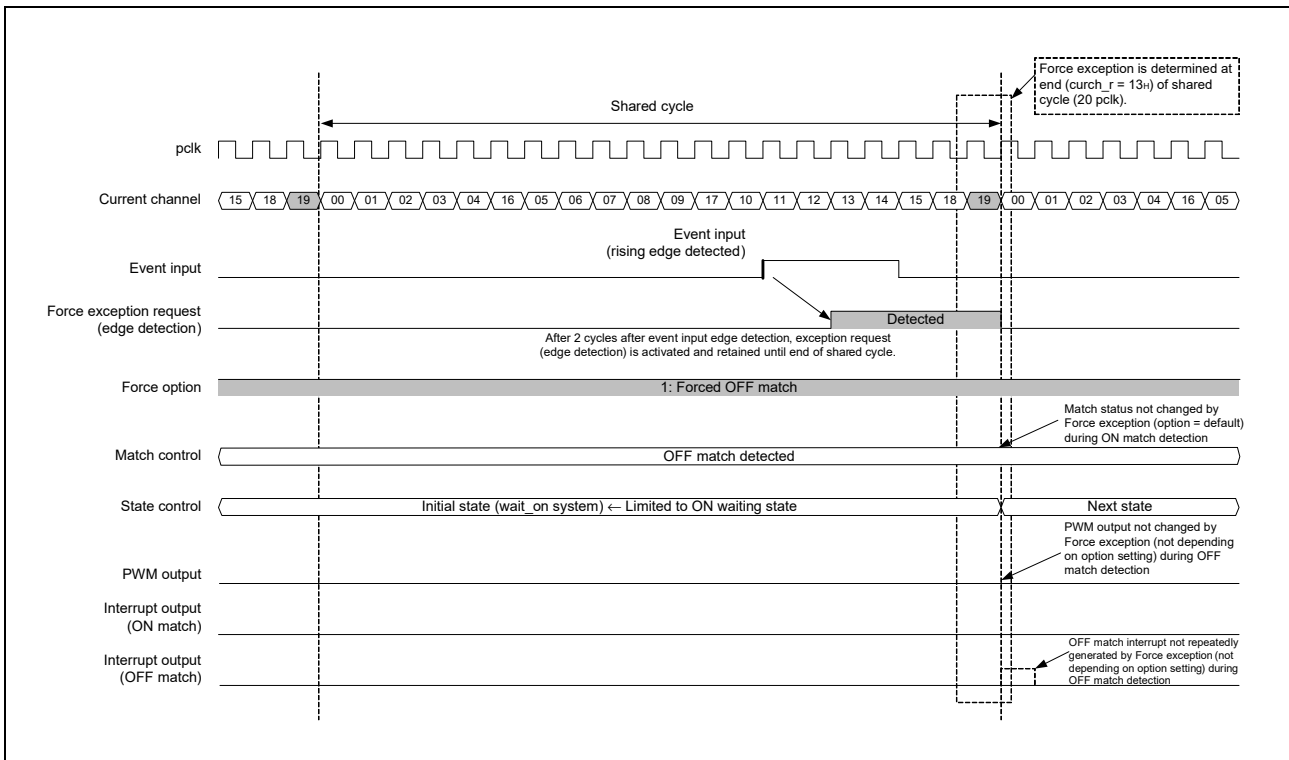 Force exception is determined at
end (curch_r = 13H) of shared
cycle (20 pclk).
Shared cycle
pclk
Current channel
15 18 19 00 01 02 03 04 16 05 06 07 08 09 17 10 11 12 13 14 15 18 19 00 01 02 03 04 16 05
Event input
(rising edge detected)
Event input
Force exception request
(edge detection)
Detected
After 2 cycles after event input edge detection, exception request
(edge detection) is activated and retained until end of shared cycle.
Force option
1: Forced OFF match
Match status not changed by
Force exception (option = default)
during ON match detection
Match control
OFF match detected
State control
Initial state (wait_on system) ← Limited to ON waiting state
Next state
PWM output not changed by
Force exception (not depending
on option setting) during OFF
match detection
PWM output
Interrupt output
(ON match)
Interrupt output
(OFF match)
OFF match interrupt not repeatedly
generated by Force exception (not
depending on option setting) during
OFF match detection